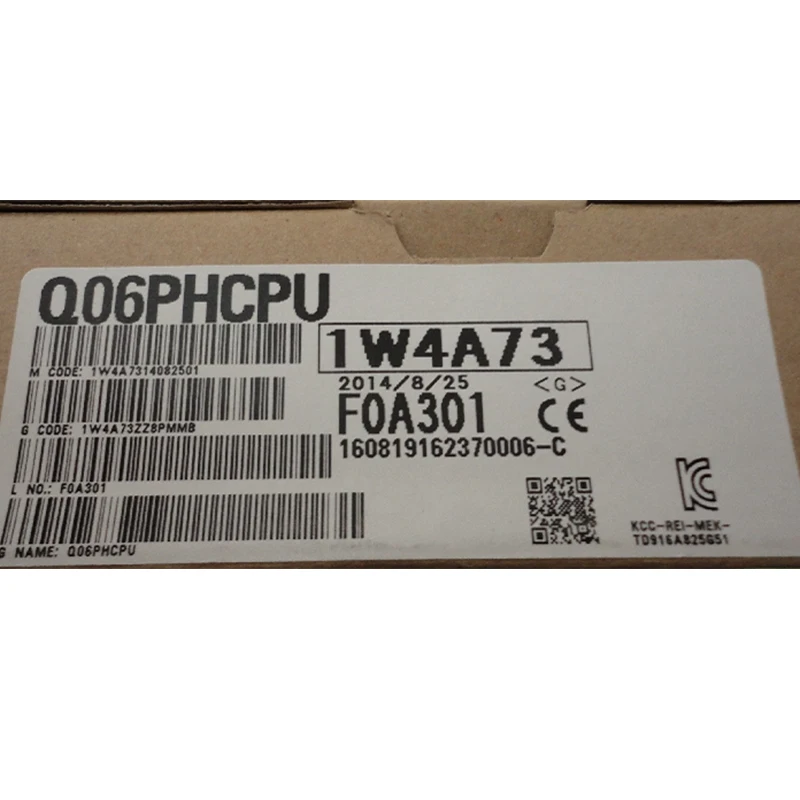 Q06PHCPU
1W4A73
M CODE: 1W4A7314082501
2014/8/25 <G>
G CODE: 1W4A73ZZ8PMMB
F0A301 CE
160819162370006-C
L NO.: F0A301
G NAME: Q06PHCPU
KCC-REI-MEK-
TD916A825G51